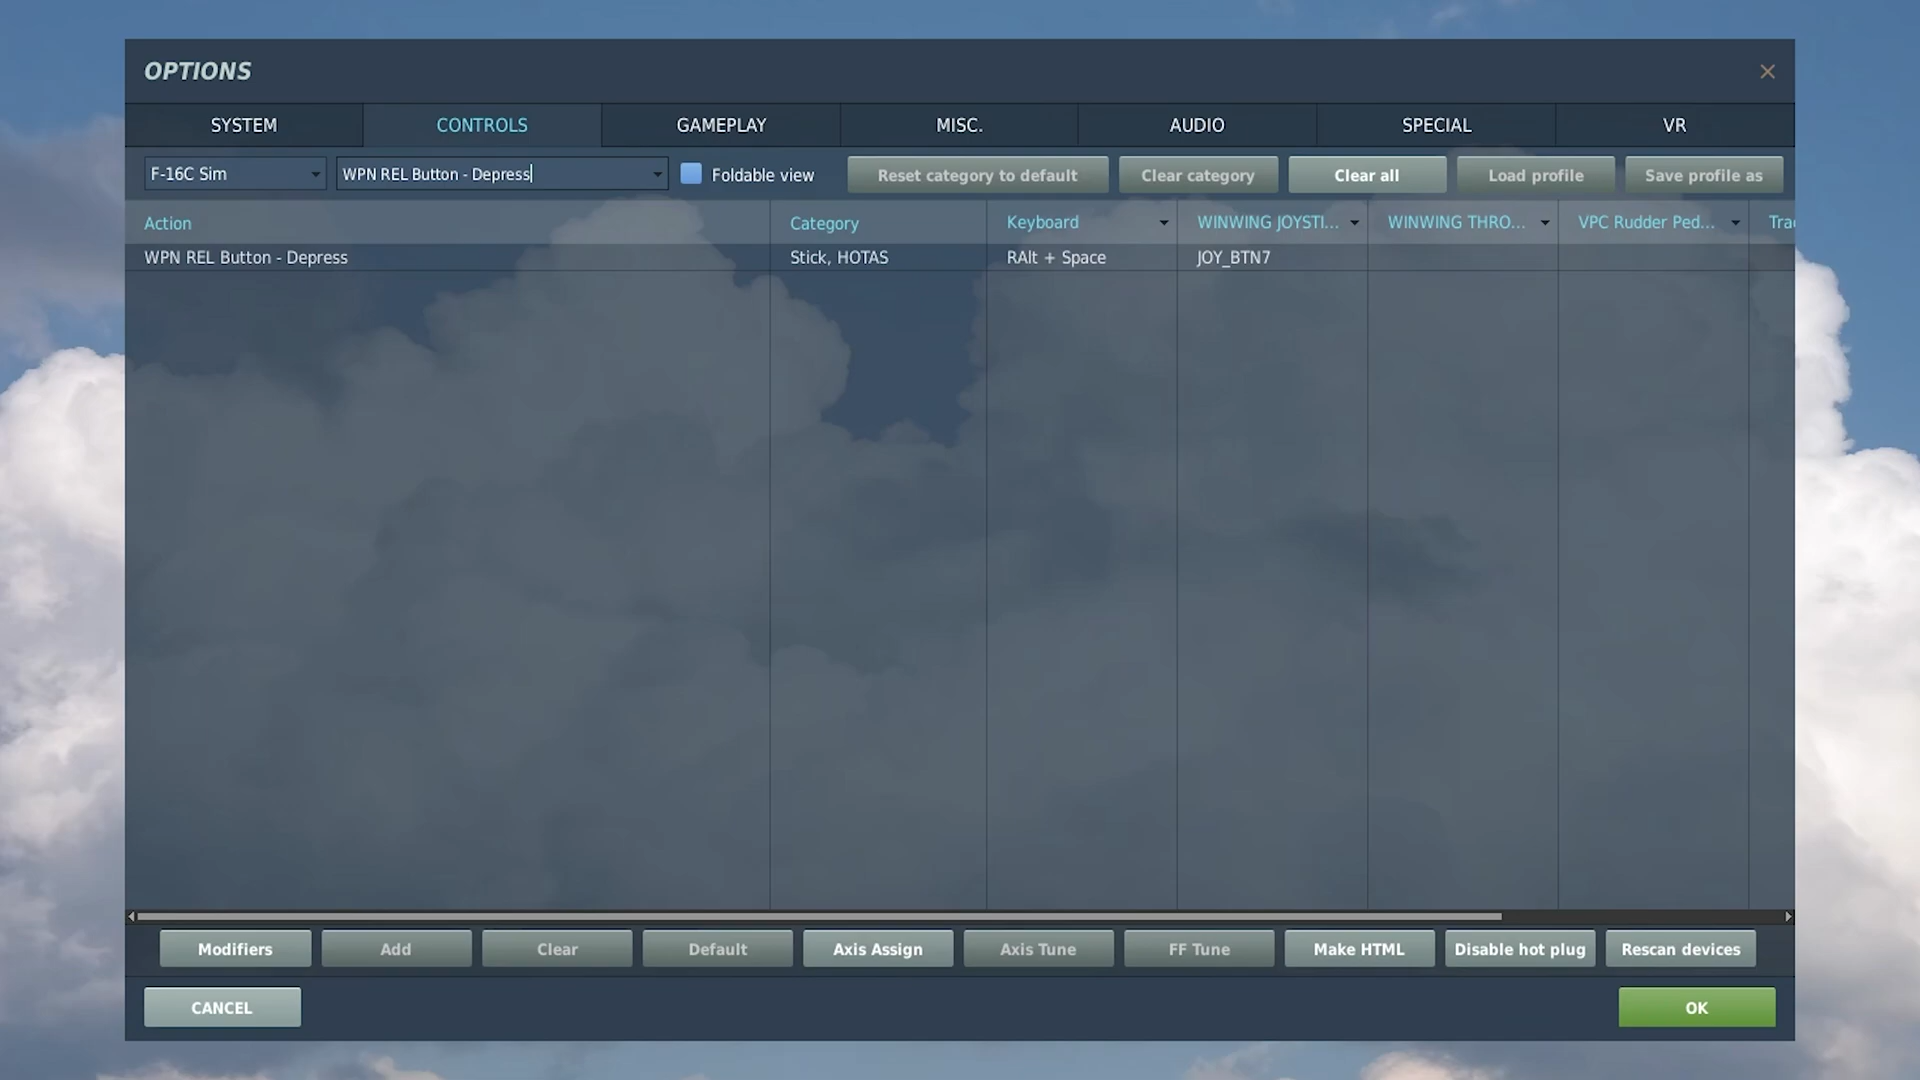 OPTIONS
SYSTEM CONTROLS GAMEPLAY MISC. AUDIO SPECIAL VR
F-16C Sim WPN REL Button - Depress Foldable view Reset category to default Clear category Clear all Load profile Save profile as
Action Category Keyboard WINWING JOYSTI... WINWING THRO... VPC Rudder Ped... Trac
WPN REL Button - Depress Stick, HOTAS RAlt + Space JOY_BTN7
Modifiers Add Clear Default Axis Assign Axis Tune FF Tune Make HTML Disable hot plug Rescan devices
CANCEL OK